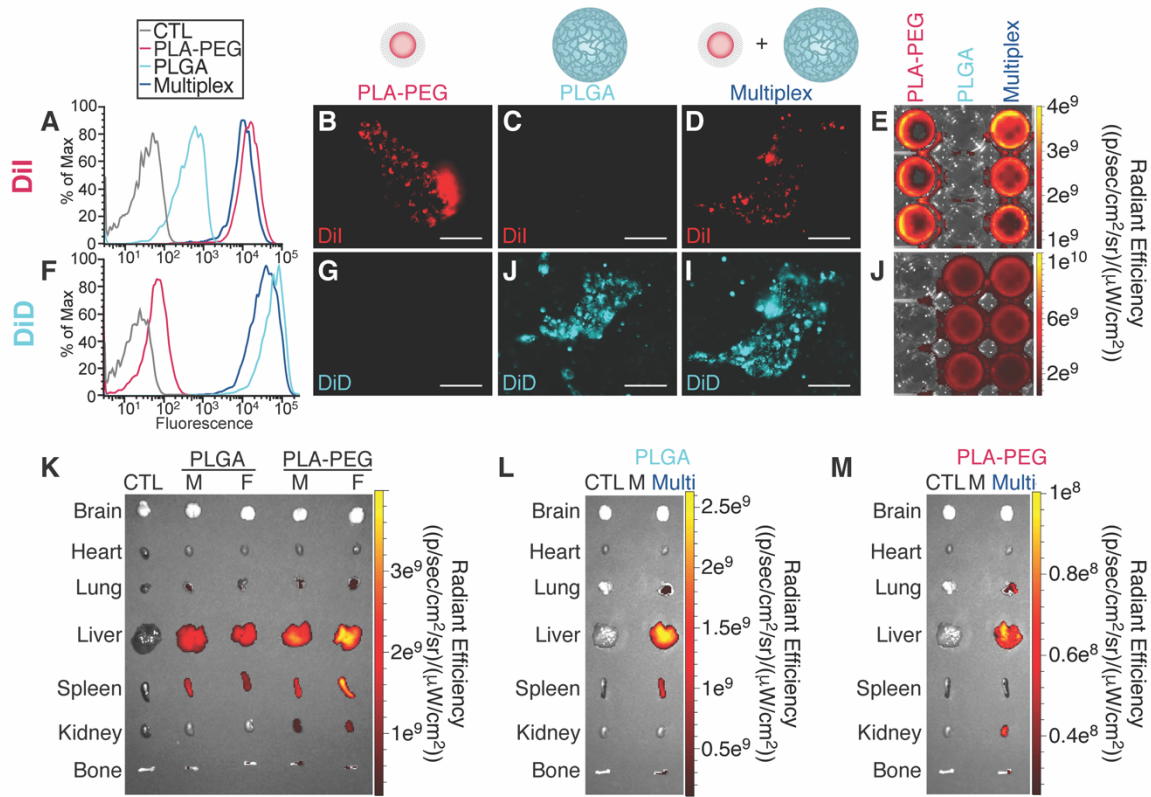 CTL
PLA-PEG
PLGA
Multiplex
+
PLA-PEG
PLGA
Multiplex
PLA-PEG
PLGA
Multiplex
DiI
A
% of Max
100
80
60
40
20
0
10¹ 10² 10³ 10⁴ 10⁵
B
DiI
C
DiI
D
DiI
E
4e⁹
3e⁹
2e⁹
1e⁹
Radiant Efficiency
((p/sec/cm²/sr)/(μW/cm²))
DiD
F
% of Max
100
80
60
40
20
0
10¹ 10² 10³ 10⁴ 10⁵
Fluorescence
G
DiD
J
DiD
I
DiD
J
1e¹⁰
6e⁹
2e⁹
Radiant Efficiency
((p/sec/cm²/sr)/(μW/cm²))
K
PLGA PLA-PEG
CTL M F M F
Brain
Heart
Lung
Liver
Spleen
Kidney
Bone
3e⁹
2e⁹
1e⁹
Radiant Efficiency
((p/sec/cm²/sr)/(μW/cm²))
L
PLGA
CTL M Multi
Brain
Heart
Lung
Liver
Spleen
Kidney
Bone
2.5e⁹
2e⁹
1.5e⁹
1e⁹
0.5e⁹
Radiant Efficiency
((p/sec/cm²/sr)/(μW/cm²))
M
PLA-PEG
CTL M Multi
Brain
Heart
Lung
Liver
Spleen
Kidney
Bone
1e⁸
0.8e⁸
0.6e⁸
0.4e⁸
Radiant Efficiency
((p/sec/cm²/sr)/(μW/cm²))